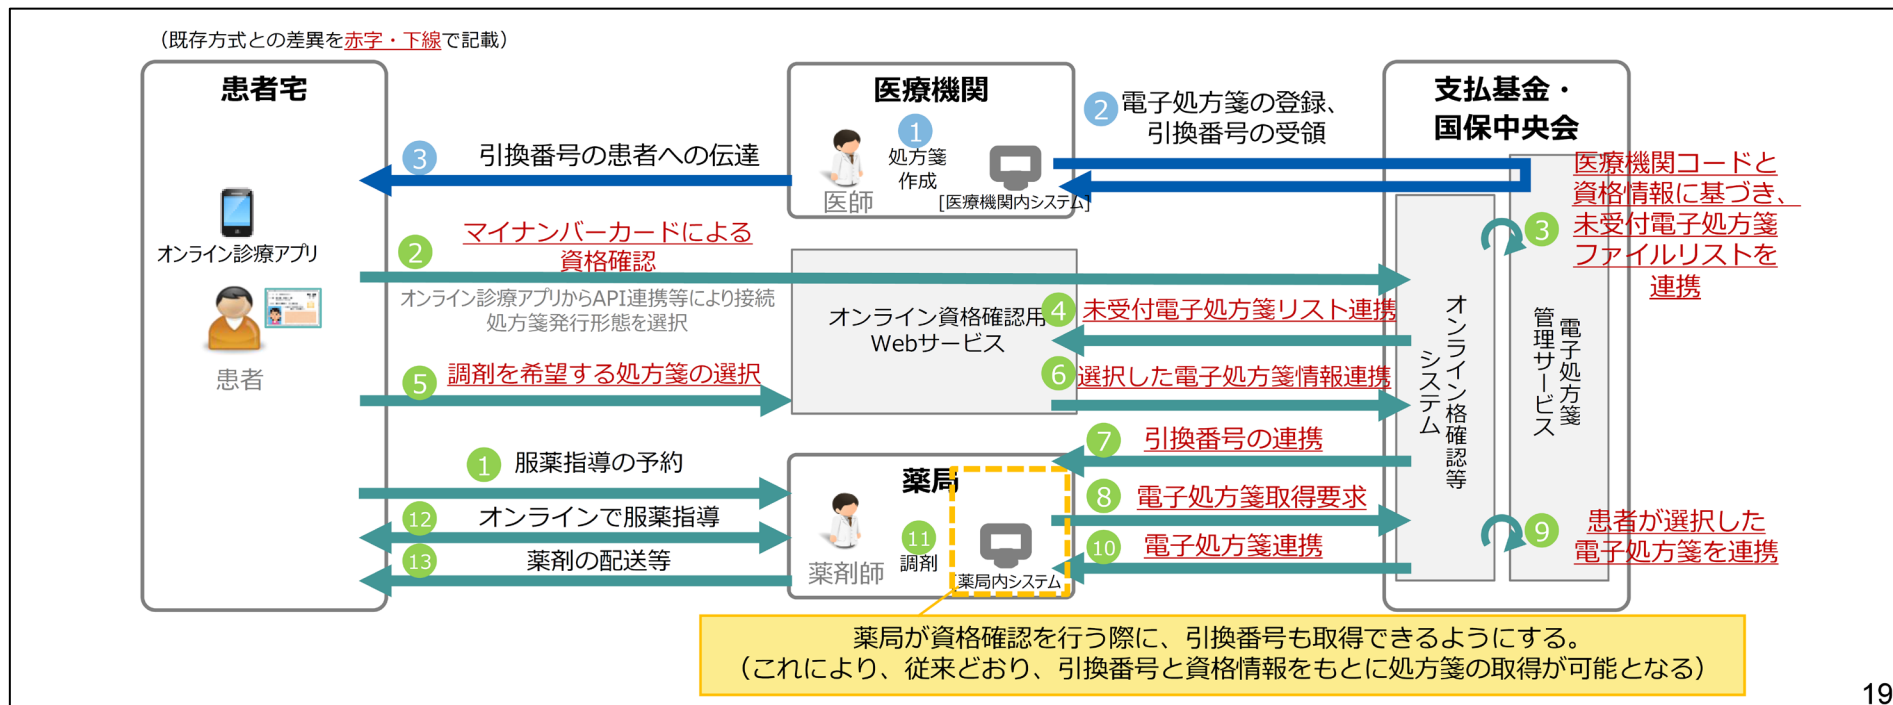 （既存方式との差異を赤字・下線で記載）
患者宅
オンライン診療アプリ
患者
医療機関
1
処方箋
作成
医師
[医療機関内システム]
2
電子処方箋の登録、
引換番号の受領
3
引換番号の患者への伝達
支払基金・
国保中央会
医療機関コードと
資格情報に基づき、
未受付電子処方箋
ファイルリストを
連携
3
オンライン格確認等
システム
電子処方箋
管理サービス
2
マイナンバーカードによる
資格確認
オンライン診療アプリからAPI連携等により接続
処方箋発行形態を選択
オンライン資格確認用
Webサービス
4
未受付電子処方箋リスト連携
5
調剤を希望する処方箋の選択
6
選択した電子処方箋情報連携
7
引換番号の連携
1
服薬指導の予約
薬局
薬剤師
11
調剤
[薬局内システム
8
電子処方箋取得要求
9
患者が選択した
電子処方箋を連携
10
電子処方箋連携
12
オンラインで服薬指導
13
薬剤の配送等
薬局が資格確認を行う際に、引換番号も取得できるようにする。
（これにより、従来どおり、引換番号と資格情報をもとに処方箋の取得が可能となる）
19